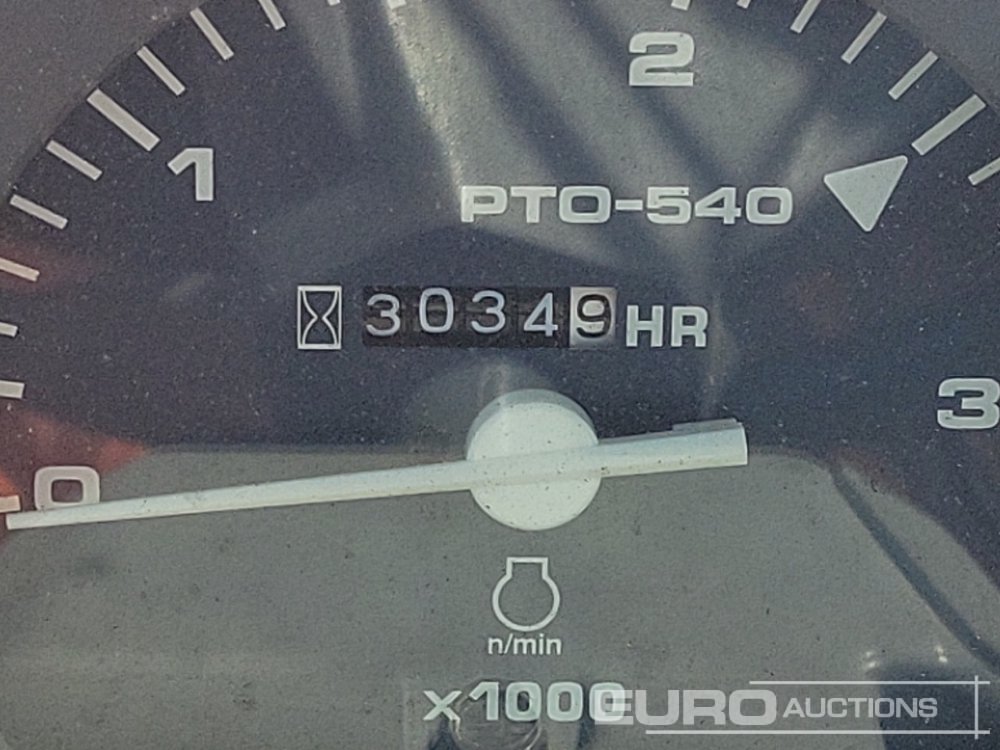 2
1
PTO-540
30349 HR
3
0
n/min
x1000
EURO AUCTIONS